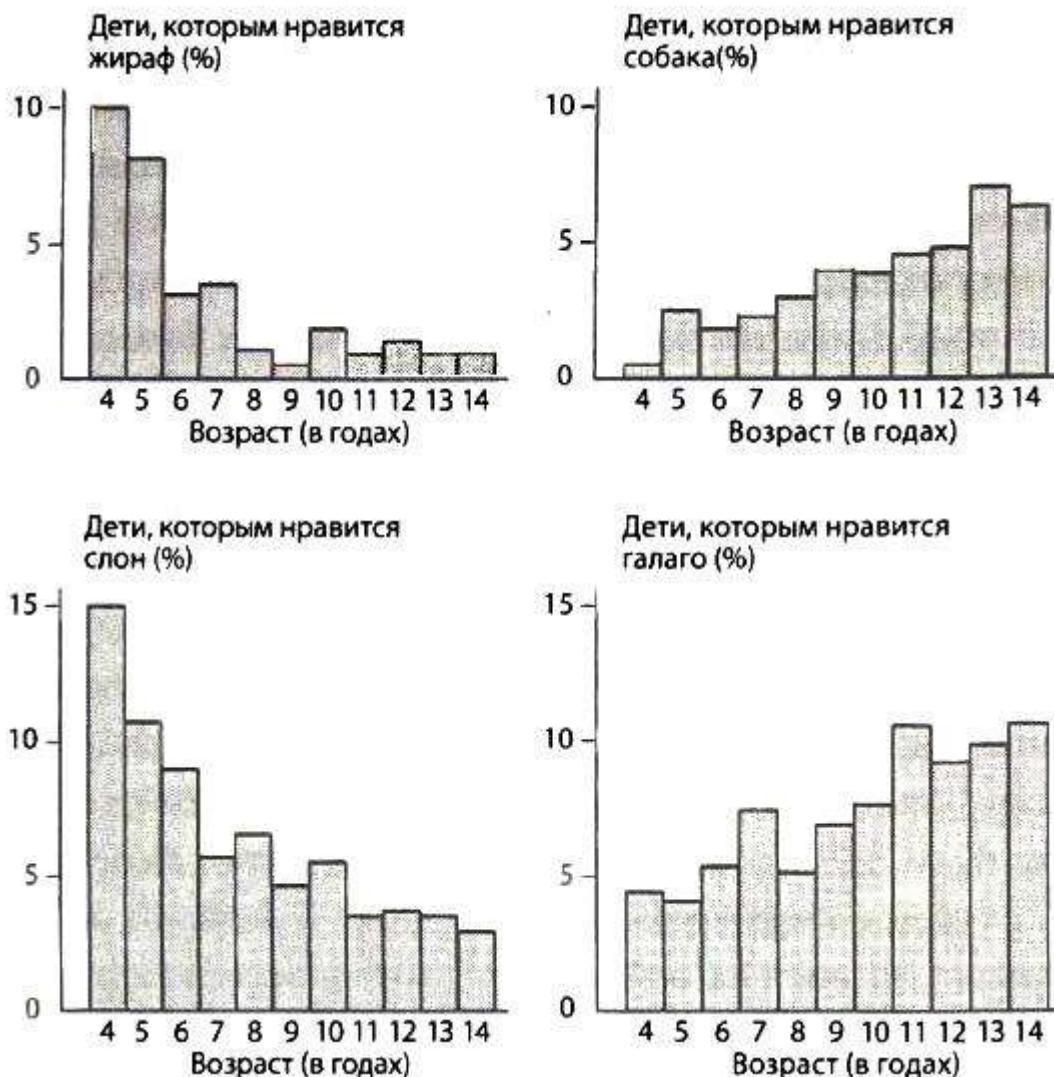 Дети, которым нравится
жираф (%)
10
5
0
4 5 6 7 8 9 10 11 12 13 14
Возраст (в годах)
Дети, которым нравится
собака(%)
10
5
0
4 5 6 7 8 9 10 11 12 13 14
Возраст (в годах)
Дети, которым нравится
слон (%)
15
10
5
0
4 5 6 7 8 9 10 11 12 13 14
Возраст (в годах)
Дети, которым нравится
галаго (%)
15
10
5
0
4 5 6 7 8 9 10 11 12 13 14
Возраст (в годах)